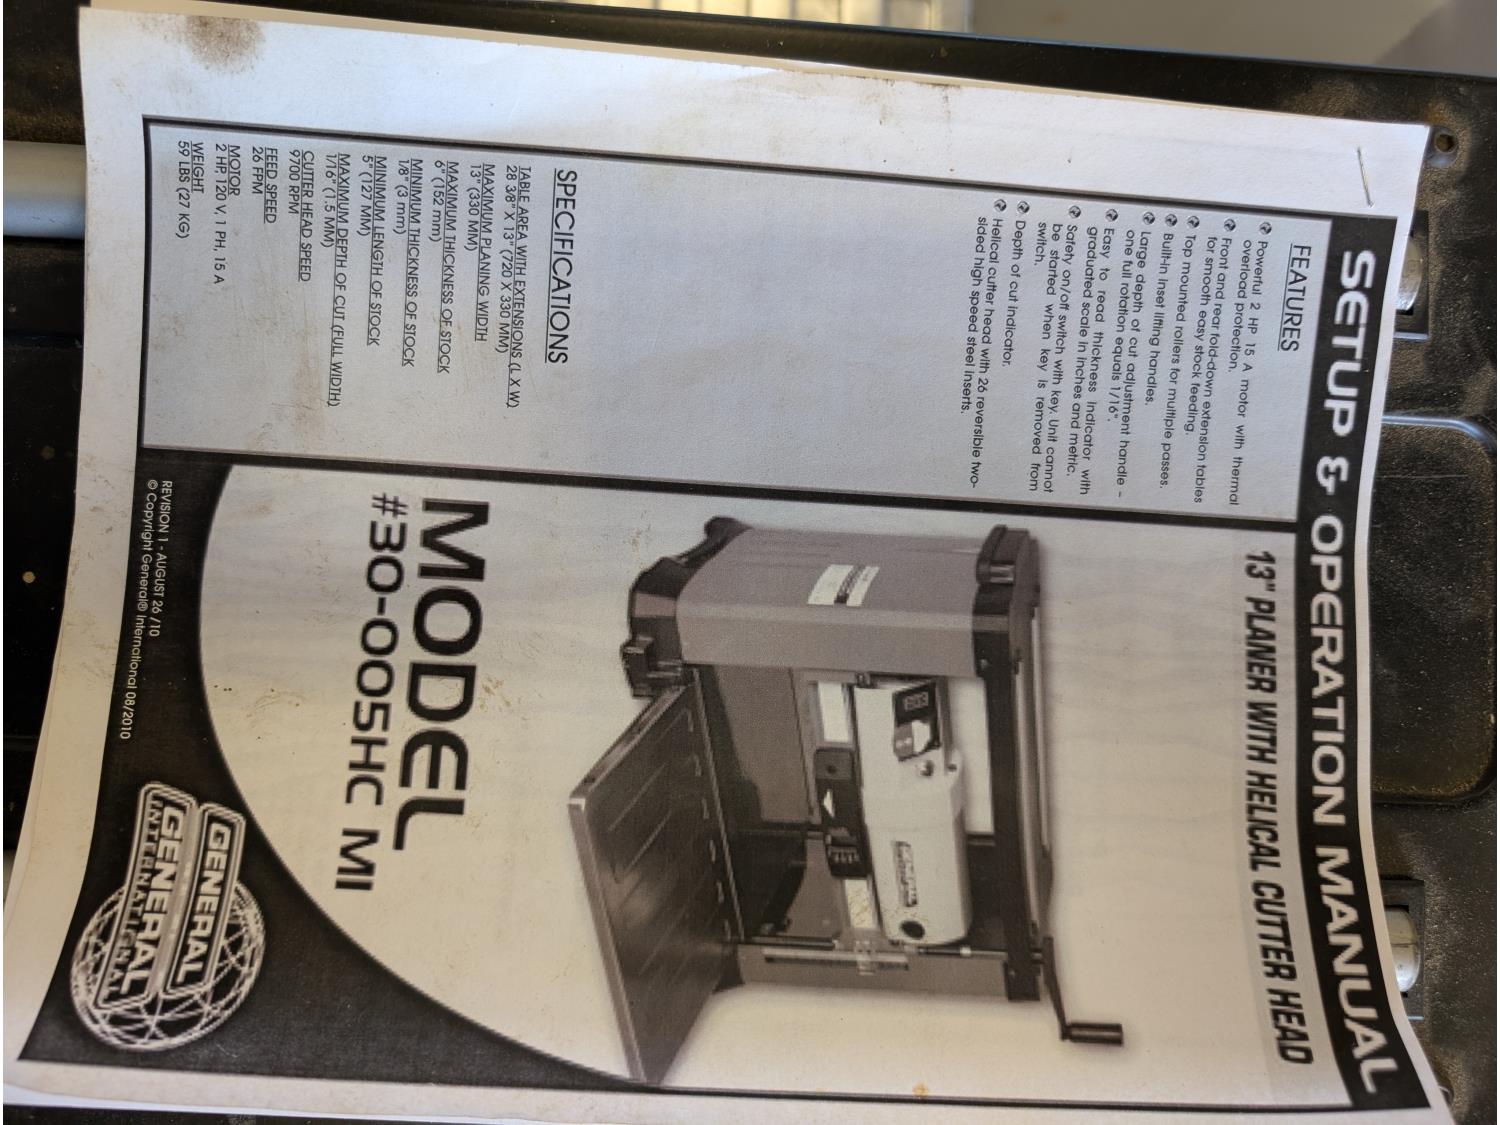 SETUP & OPERATION MANUAL
13" PLANER WITH HELICAL CUTTER HEAD
FEATURES
Powerful 2 HP 15 A motor with thermal
overload protection.
Front and rear fold-down extension tables
for smooth easy stock feeding.
Top mounted rollers for multiple passes.
Built-in inset lifting handles.
Large depth of cut adjustment handle –
one full rotation equals 1/16".
Easy to read thickness indicator with
graduated scale in inches and metric.
Safety on/off switch with key. Unit cannot
be started when key is removed from
switch.
Depth of cut indicator.
Helical cutter head with 26 reversible two-
sided high speed steel inserts.
SPECIFICATIONS
TABLE AREA WITH EXTENSIONS (L X W)
28 3/8" X 13" (720 X 330 MM)
MAXIMUM PLANING WIDTH
13" (330 MM)
MAXIMUM THICKNESS OF STOCK
6" (152 mm)
MINIMUM THICKNESS OF STOCK
1/8" (3 mm)
MINIMUM LENGTH OF STOCK
5" (127 MM)
MAXIMUM DEPTH OF CUT (FULL WIDTH)
1/16" (1.5 MM)
CUTTER HEAD SPEED
9700 RPM
FEED SPEED
26 FPM
MOTOR
2 HP, 120 V, 1 PH, 15 A
WEIGHT
59 LBS (27 KG)
MODEL
#30-005HC M1
REVISION 1 - AUGUST 26 /10
© Copyright General® International 08/2010
GENERAL
GENERAL
INTERNATIONAL